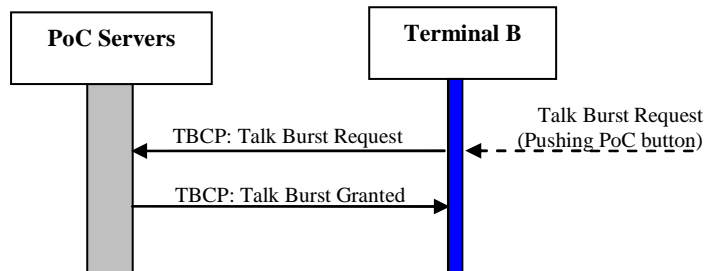 PoC Servers
Terminal B
Talk Burst Request
(Pushing PoC button)
TBCP: Talk Burst Request
TBCP: Talk Burst Granted